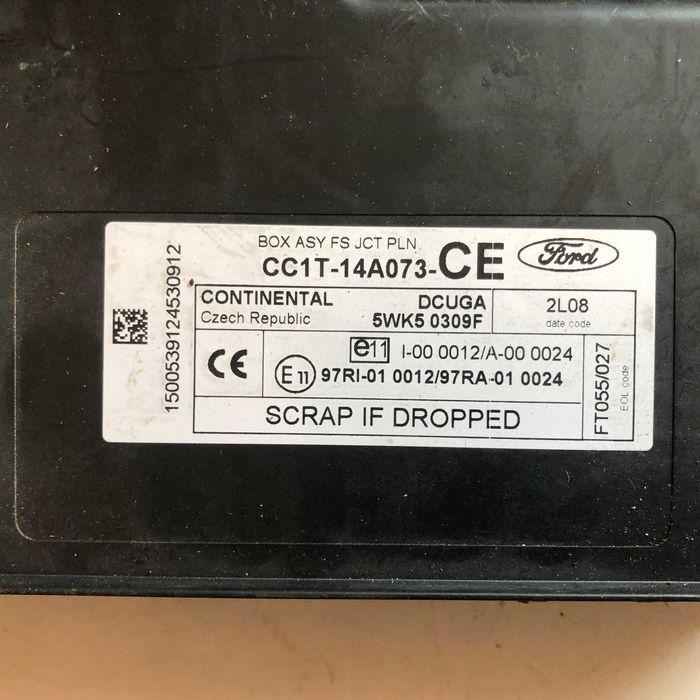 BOX ASY FS JCT PLN
CC1T-14A073-CE
Ford
CONTINENTAL DCUGA
Czech Republic 5WK5 0309F
2L08
date code
CE
e11 I-00 0012/A-00 0024
E11 97RI-01 0012/97RA-01 0024
SCRAP IF DROPPED
FT055/027
EOL code
1500539124530912